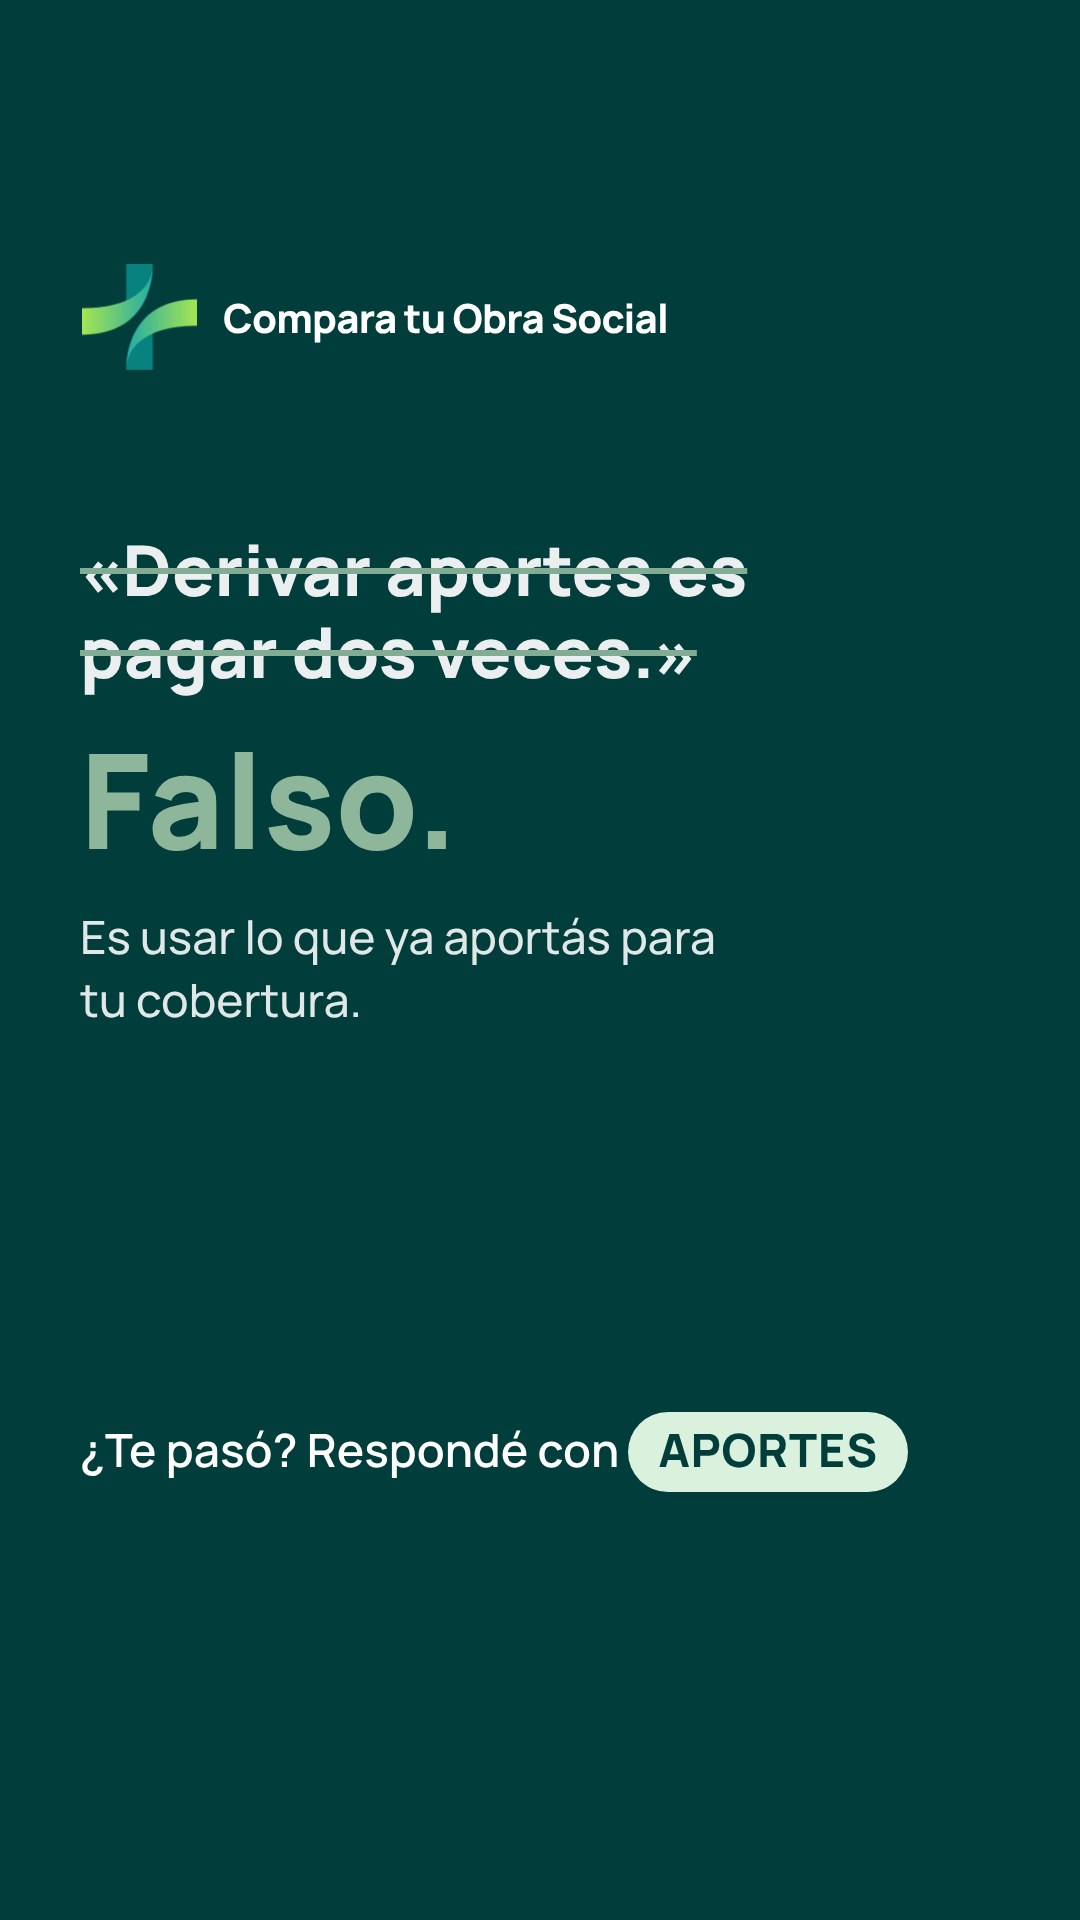 Compara tu Obra Social
«Derivar aportes es
pagar dos veces.»
Falso.
Es usar lo que ya aportás para
tu cobertura.
¿Te pasó? Respondé con APORTES